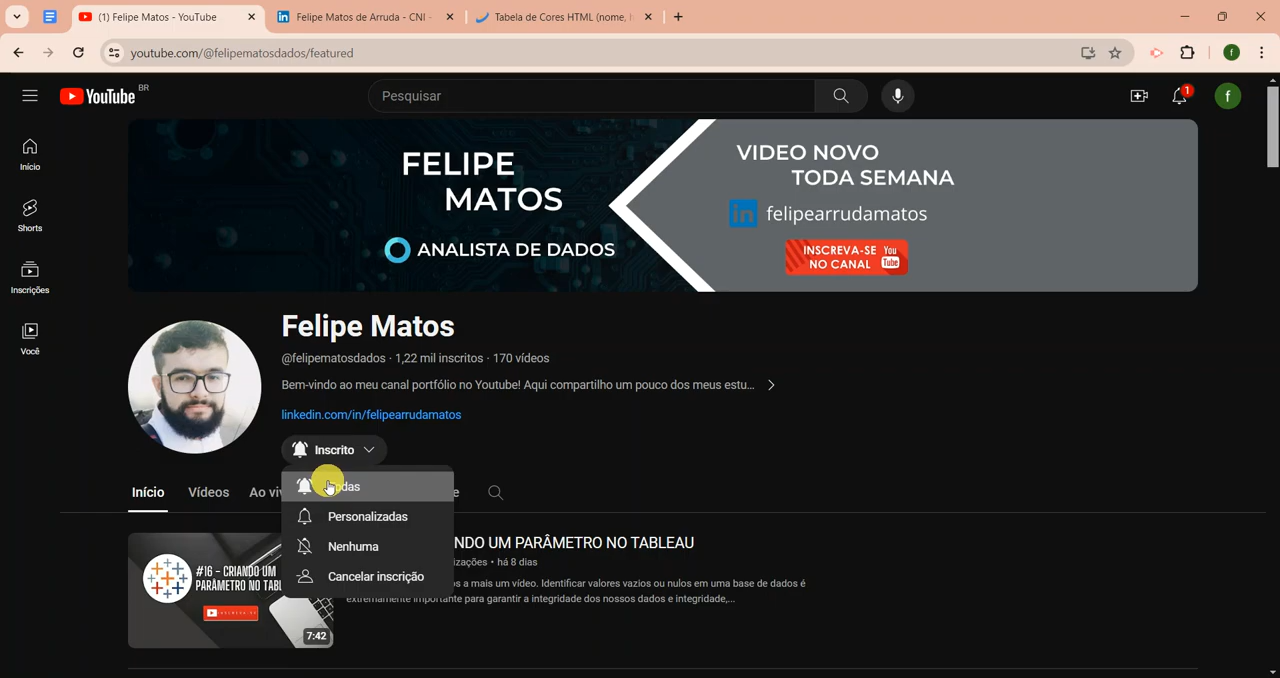 (1) Felipe Matos - YouTube
Felipe Matos de Arruda - CNI -
Tabela de Cores HTML (nome,
youtube.com/@felipematosdados/featured
f
YouTube BR
Pesquisar
1
f
Início
Shorts
Inscrições
Você
FELIPE
MATOS
ANALISTA DE DADOS
VIDEO NOVO
TODA SEMANA
in felipearrudamatos
INSCREVA-SE
NO CANAL
You
Tube
Felipe Matos
@felipematosdados · 1,22 mil inscritos · 170 vídeos
Bem-vindo ao meu canal portfólio no Youtube! Aqui compartilho um pouco dos meus estu...
linkedin.com/in/felipearrudamatos
Inscrito
Início
Vídeos
Ao vi
e
Personalizadas
Nenhuma
Cancelar inscrição
#16 - CRIANDO UM
PARÂMETRO NO TABL
7:42
NDO UM PARÂMETRO NO TABLEAU
izações • há 8 dias
s a mais um vídeo. Identificar valores vazios ou nulos em uma base de dados é
extremamente importante para garantir a integridade dos nossos dados e integridade,...